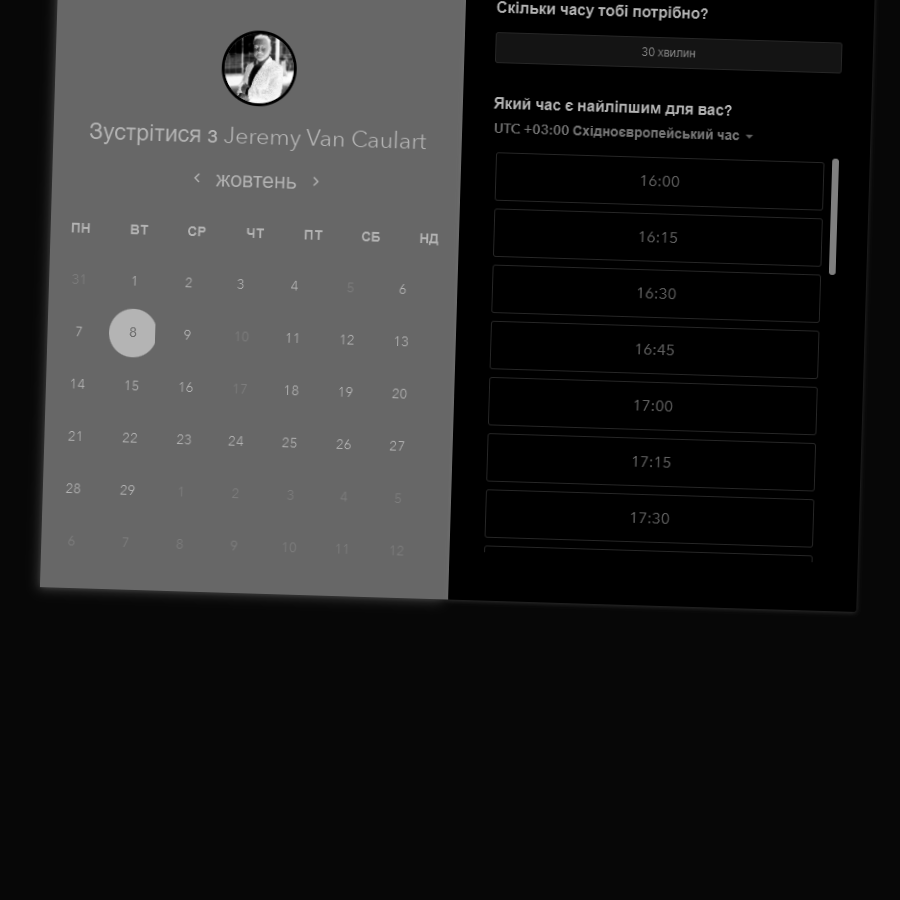 Зустрітися з Jeremy Van Caulart
жовтень
ПН ВТ СР ЧТ ПТ СБ НД
31 1 2 3 4 5 6
7 8 9 10 11 12 13
14 15 16 17 18 19 20
21 22 23 24 25 26 27
28 29 1 2 3 4 5
6 7 8 9 10 11 12
Скільки часу тобі потрібно?
30 хвилин
Який час є найліпшим для вас?
UTC +03:00 Східноєвропейський час
16:00
16:15
16:30
16:45
17:00
17:15
17:30